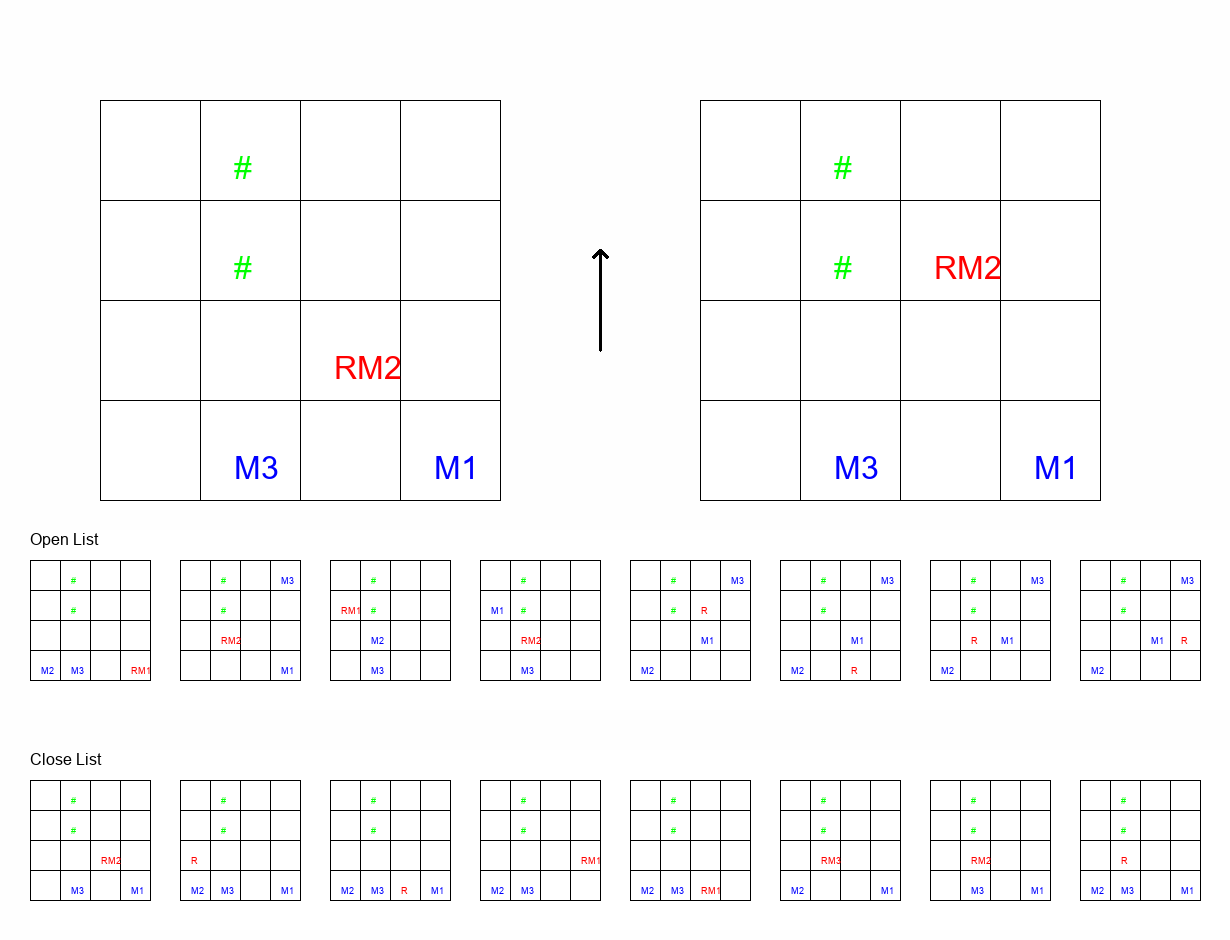 # #
# # RM2
RM2
M3 M1 M3 M1
Open List
# # M3 # # # M3 # M3 # M3 # M3
# # RM1 # M1 # # R # # #
RM2 M2 RM2 M1 M1 R M1 M1 R
M2 M3 RM1 M1 M3 M3 M2 M2 R M2 M2
Close List
# # # # # # # #
# # # # # # # #
RM2 R RM1 RM3 RM2 R
M3 M1 M2 M3 M1 M2 M3 R M1 M2 M3 M2 M3 RM1 M2 M1 M3 M1 M2 M3 M1